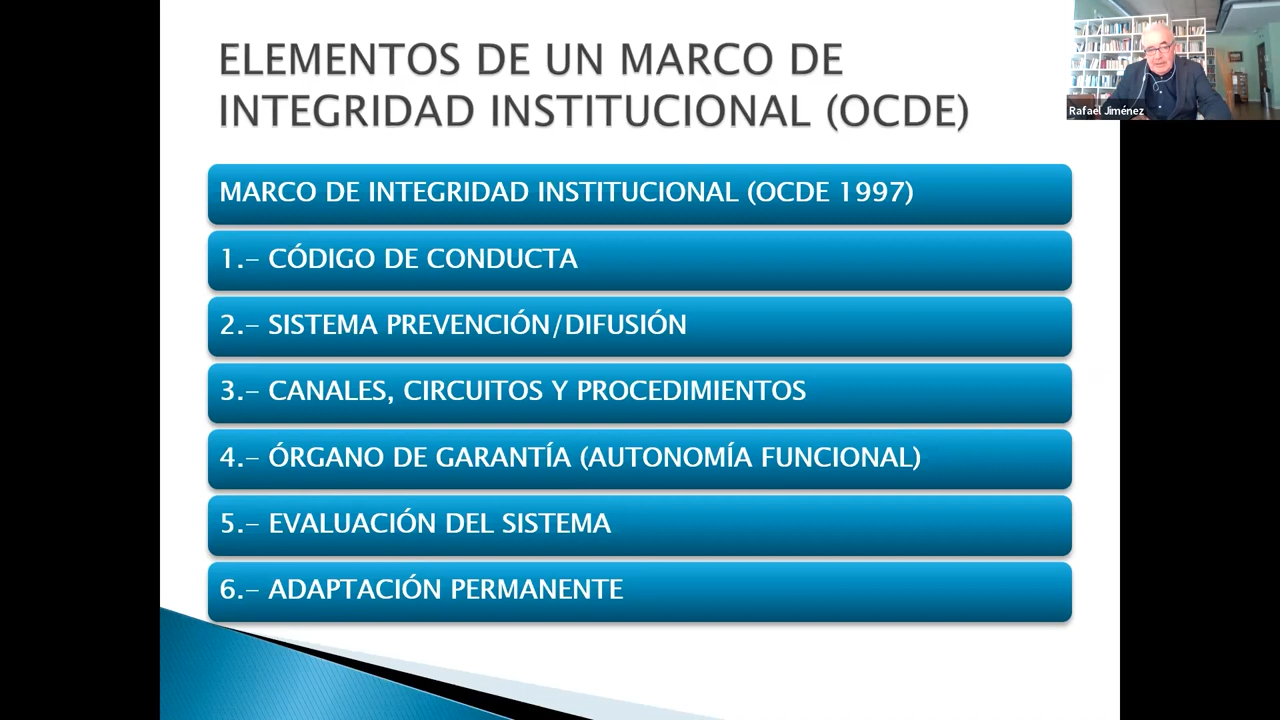 ELEMENTOS DE UN MARCO DE
INTEGRIDAD INSTITUCIONAL (OCDE)
Rafael Jiménez
MARCO DE INTEGRIDAD INSTITUCIONAL (OCDE 1997)
1.- CÓDIGO DE CONDUCTA
2.- SISTEMA PREVENCIÓN/DIFUSIÓN
3.- CANALES, CIRCUITOS Y PROCEDIMIENTOS
4.- ÓRGANO DE GARANTÍA (AUTONOMÍA FUNCIONAL)
5.- EVALUACIÓN DEL SISTEMA
6.- ADAPTACIÓN PERMANENTE